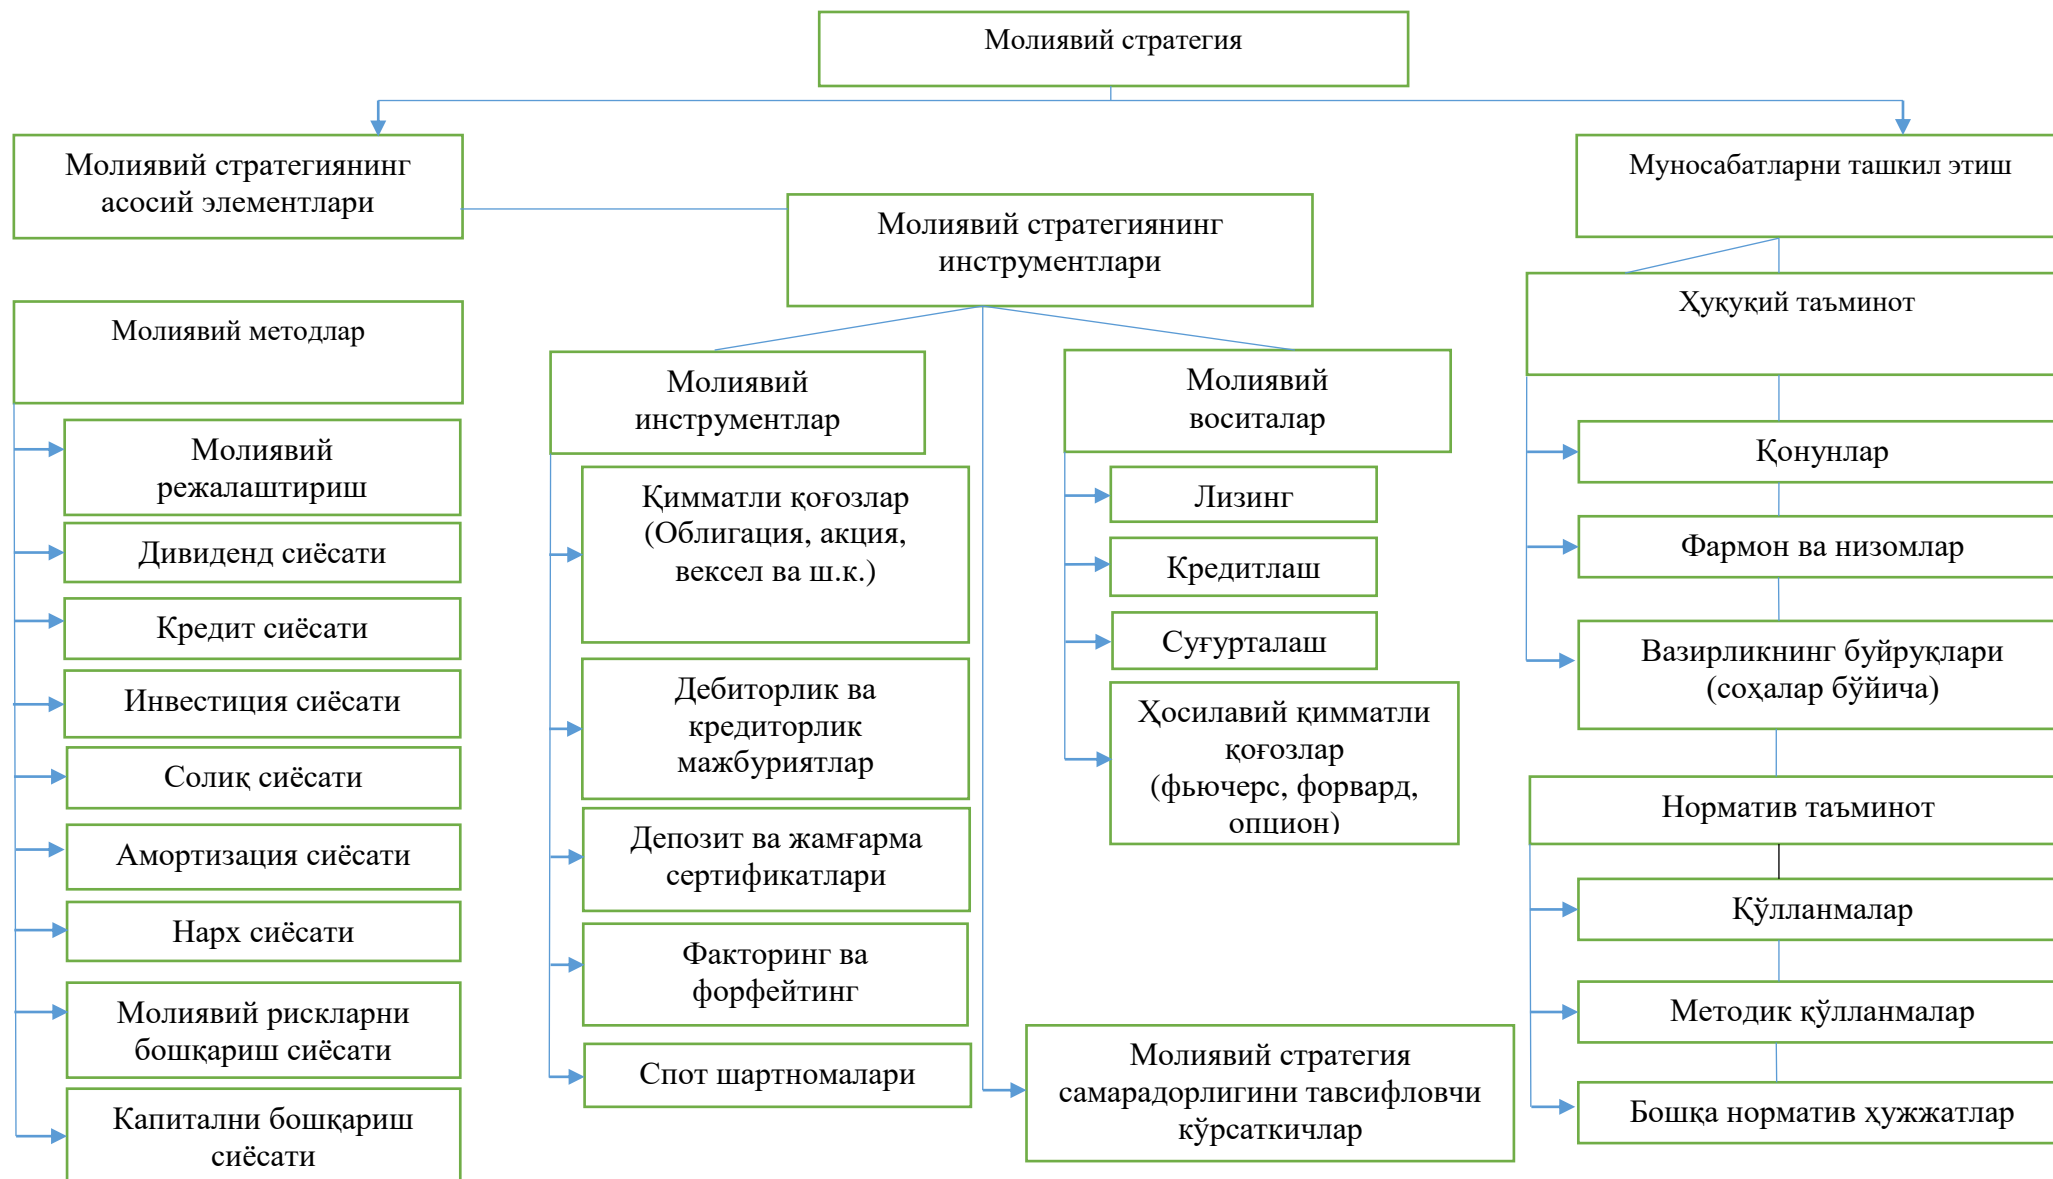 Молиявий стратегия
Молиявий стратегиянинг
асосий элементлари
Молиявий стратегиянинг
инструментлари
Муносабатларни ташкил этиш
Молиявий методлар
Молиявий
режалаштириш
Дивиденд сиёсати
Кредит сиёсати
Инвестиция сиёсати
Солиқ сиёсати
Амортизация сиёсати
Нарх сиёсати
Молиявий рискларни
бошқариш сиёсати
Капитални бошқариш
сиёсати
Молиявий
инструментлар
Қимматли қоғозлар
(Облигация, акция,
вексел ва ш.к.)
Дебиторлик ва
кредиторлик
мажбуриятлар
Депозит ва жамғарма
сертификатлари
Факторинг ва
форфейтинг
Спот шартномалари
Молиявий
воситалар
Лизинг
Кредитлаш
Суғурталаш
Ҳосилавий қимматли
қоғозлар
(фьючерс, форвард,
опцион)
Молиявий стратегия
самарадорлигини тавсифловчи
кўрсаткичлар
Ҳуқуқий таъминот
Қонунлар
Фармон ва низомлар
Вазирликнинг буйруқлари
(соҳалар бўйича)
Норматив таъминот
Қўлланмалар
Методик қўлланмалар
Бошқа норматив ҳужжатлар